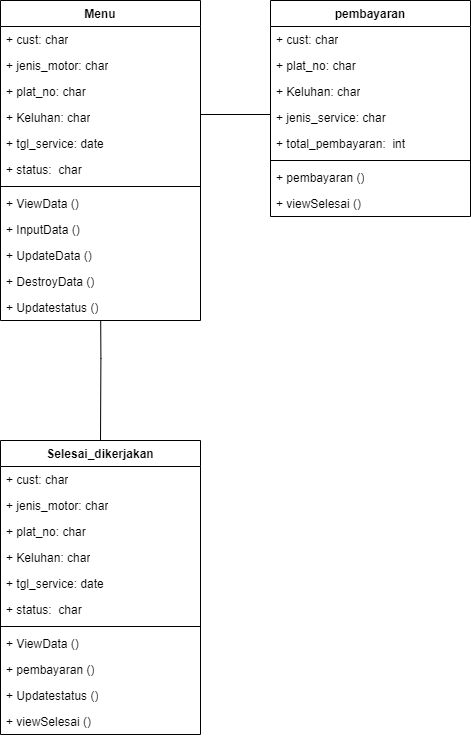 Menu
+ cust: char
+ jenis_motor: char
+ plat_no: char
+ Keluhan: char
+ tgl_service: date
+ status:  char
+ ViewData ()
+ InputData ()
+ UpdateData ()
+ DestroyData ()
+ Updatestatus ()
pembayaran
+ cust: char
+ plat_no: char
+ Keluhan: char
+ jenis_service: char
+ total_pembayaran:  int
+ pembayaran ()
+ viewSelesai ()
Selesai_dikerjakan
+ cust: char
+ jenis_motor: char
+ plat_no: char
+ Keluhan: char
+ tgl_service: date
+ status:  char
+ ViewData ()
+ pembayaran ()
+ Updatestatus ()
+ viewSelesai ()